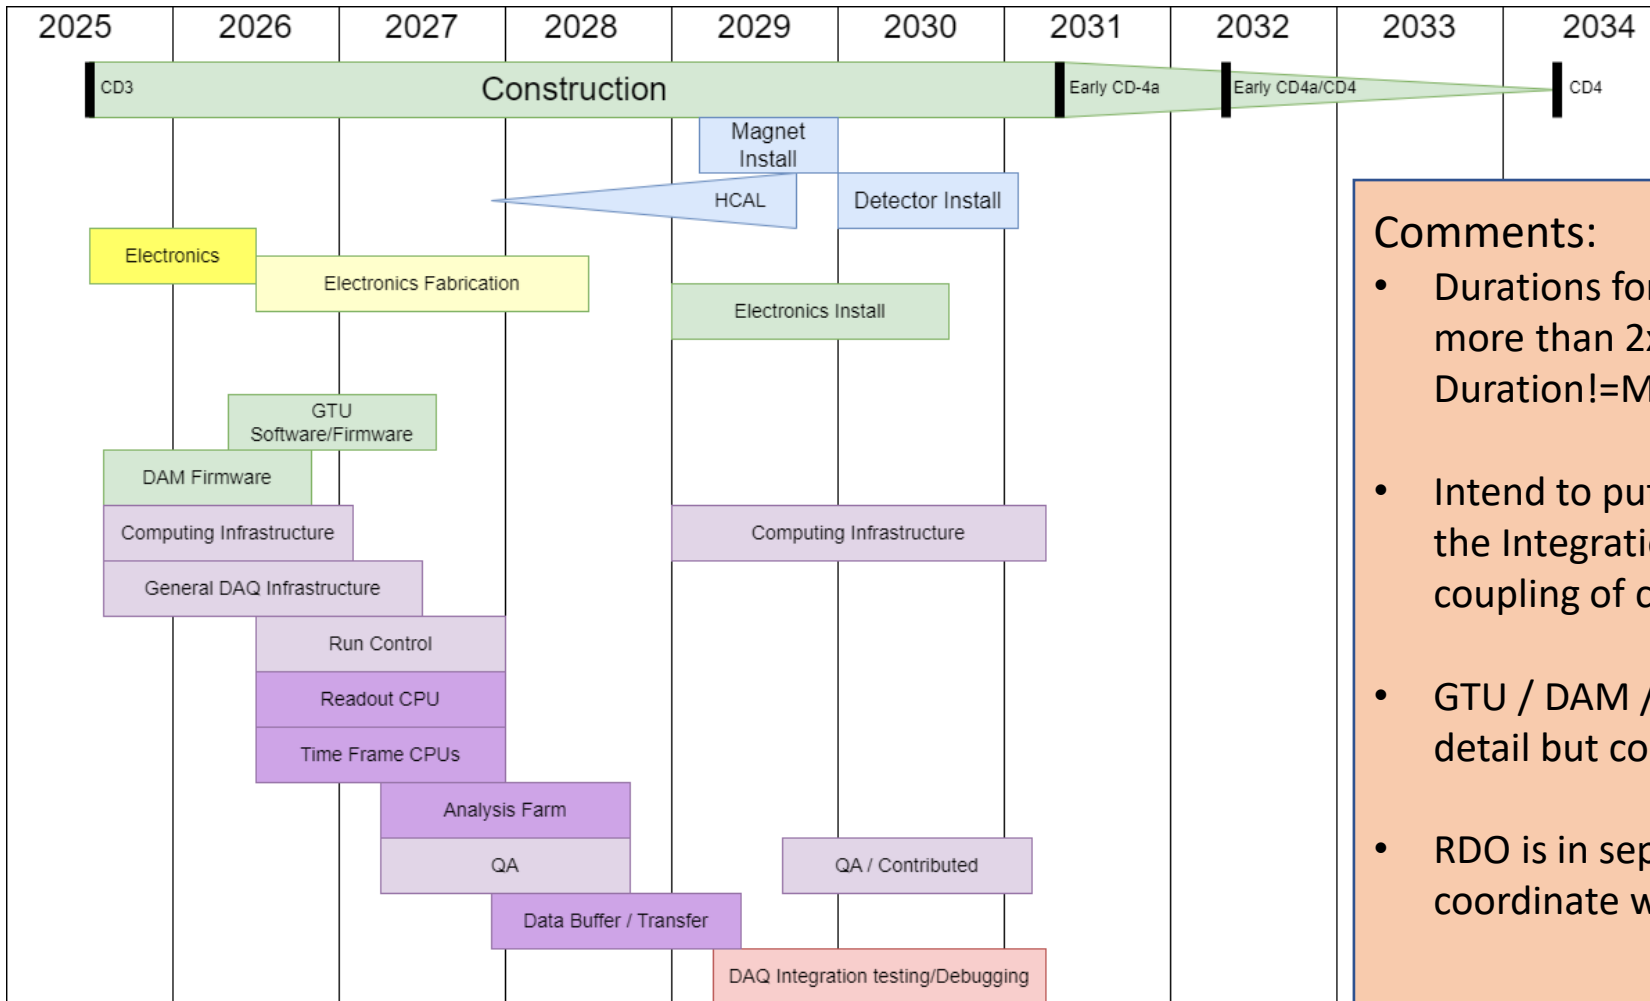 2025 2026 2027 2028 2029 2030 2031 2032 2033 2034
CD3 Construction Early CD-4a Early CD4a/CD4 CD4
Magnet
Install
HCAL Detector Install
Electronics
Electronics Fabrication
Electronics Install
GTU
Software/Firmware
DAM Firmware
Computing Infrastructure Computing Infrastructure
General DAQ Infrastructure
Run Control
Readout CPU
Time Frame CPUs
Analysis Farm
QA QA / Contributed
Data Buffer / Transfer
DAQ Integration testing/Debugging
Comments:
• Durations for
more than 2x
Duration!=M
• Intend to put
the Integrati
coupling of c
• GTU / DAM /
detail but co
• RDO is in sep
coordinate w